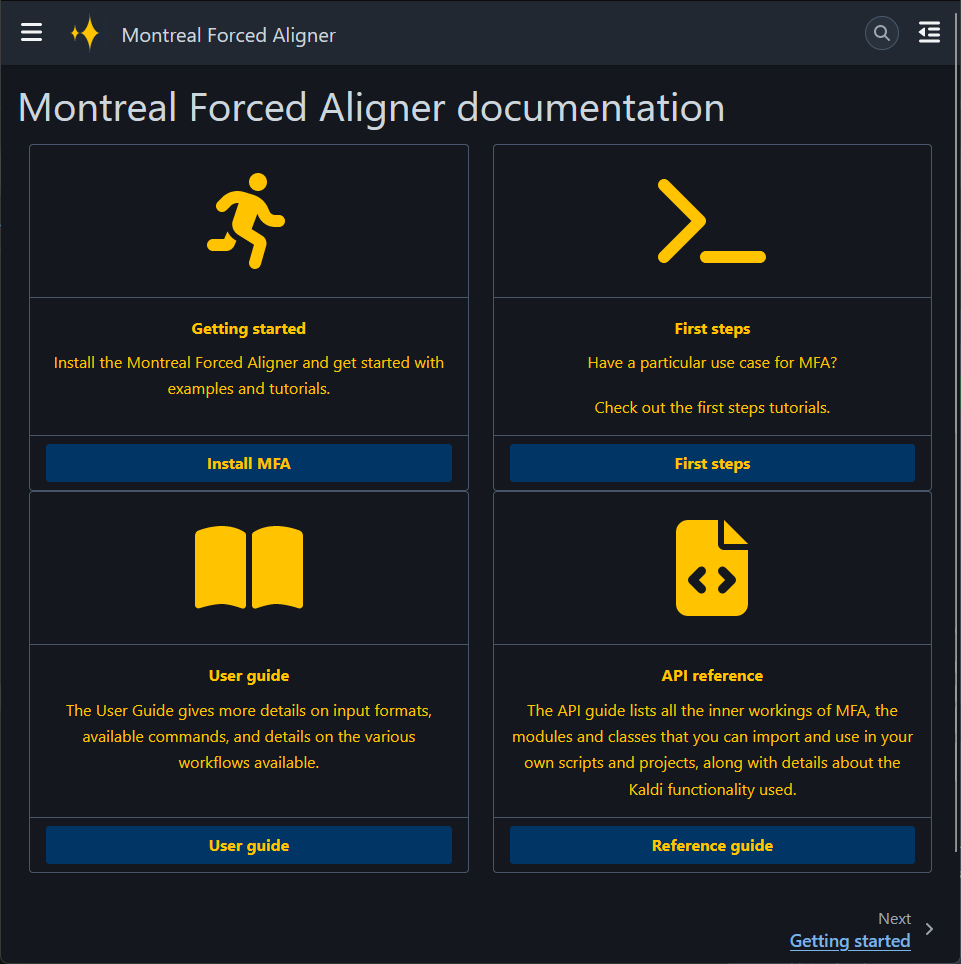 Montreal Forced Aligner
Montreal Forced Aligner documentation
Getting started
Install the Montreal Forced Aligner and get started with
examples and tutorials.
Install MFA
First steps
Have a particular use case for MFA?
Check out the first steps tutorials.
First steps
User guide
The User Guide gives more details on input formats,
available commands, and details on the various
workflows available.
User guide
API reference
The API guide lists all the inner workings of MFA, the
modules and classes that you can import and use in your
own scripts and projects, along with details about the
Kaldi functionality used.
Reference guide
Next
Getting started